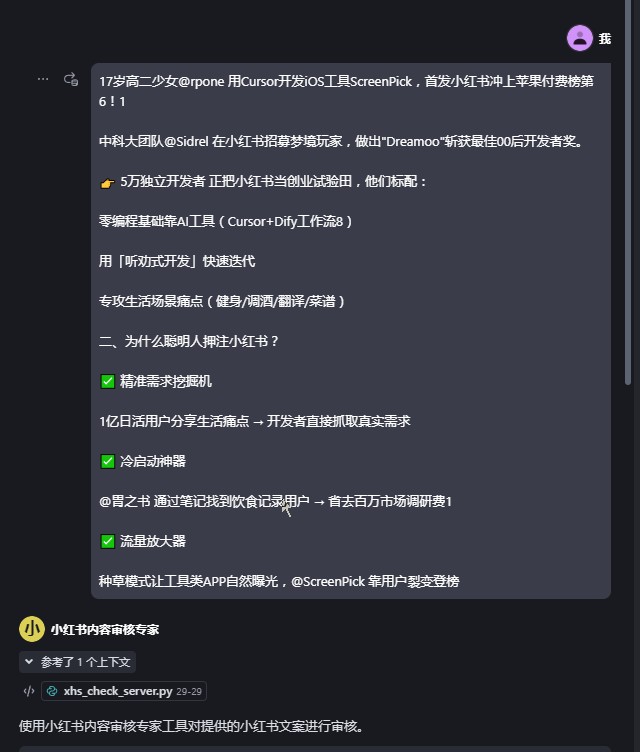 我
17岁高二少女@rpone 用Cursor开发iOS工具ScreenPick，首发小红书冲上苹果付费榜第
6！1
中科大团队@Sidrel 在小红书招募梦境玩家，做出"Dreamoo"斩获最佳00后开发者奖。
👉 5万独立开发者 正把小红书当创业试验田，他们标配：
零编程基础靠AI工具（Cursor+Dify工作流8）
用「听劝式开发」快速迭代
专攻生活场景痛点（健身/调酒/翻译/菜谱）
二、为什么聪明人押注小红书？
✅ 精准需求挖掘机
1亿日活用户分享生活痛点 → 开发者直接抓取真实需求
✅ 冷启动神器
@胃之书 通过笔记找到饮食记录用户 → 省去百万市场调研费1
✅ 流量放大器
种草模式让工具类APP自然曝光，@ScreenPick 靠用户裂变登榜
小 小红书内容审核专家
参考了 1 个上下文
xhs_check_server.py 29-29
使用小红书内容审核专家工具对提供的小红书文案进行审核。